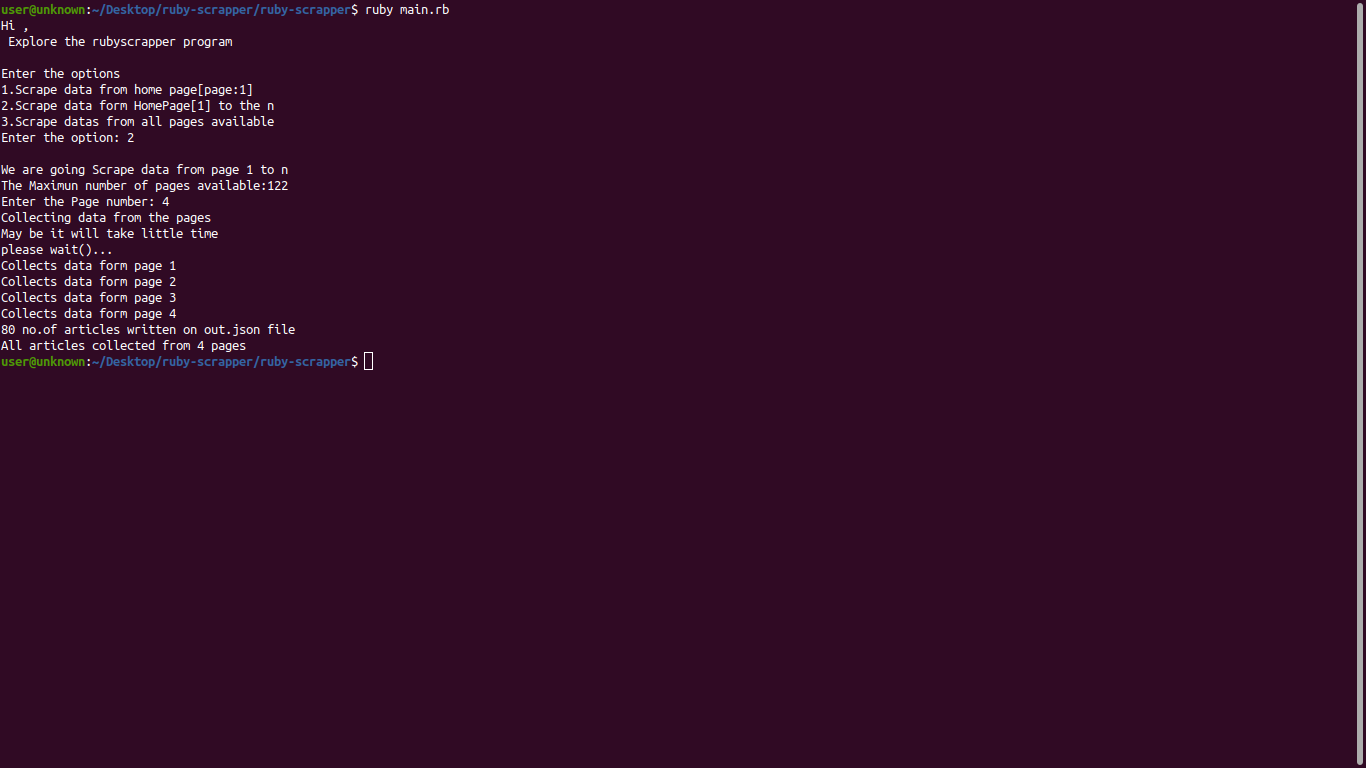 user@unknown:~/Desktop/ruby-scrapper/ruby-scrapper$ ruby main.rb
Hi ,
 Explore the rubyscrapper program
Enter the options
1.Scrape data from home page[page:1]
2.Scrape data form HomePage[1] to the n
3.Scrape datas from all pages available
Enter the option: 2
We are going Scrape data from page 1 to n
The Maximun number of pages available:122
Enter the Page number: 4
Collecting data from the pages
May be it will take little time
please wait()...
Collects data form page 1
Collects data form page 2
Collects data form page 3
Collects data form page 4
80 no.of articles written on out.json file
All articles collected from 4 pages
user@unknown:~/Desktop/ruby-scrapper/ruby-scrapper$